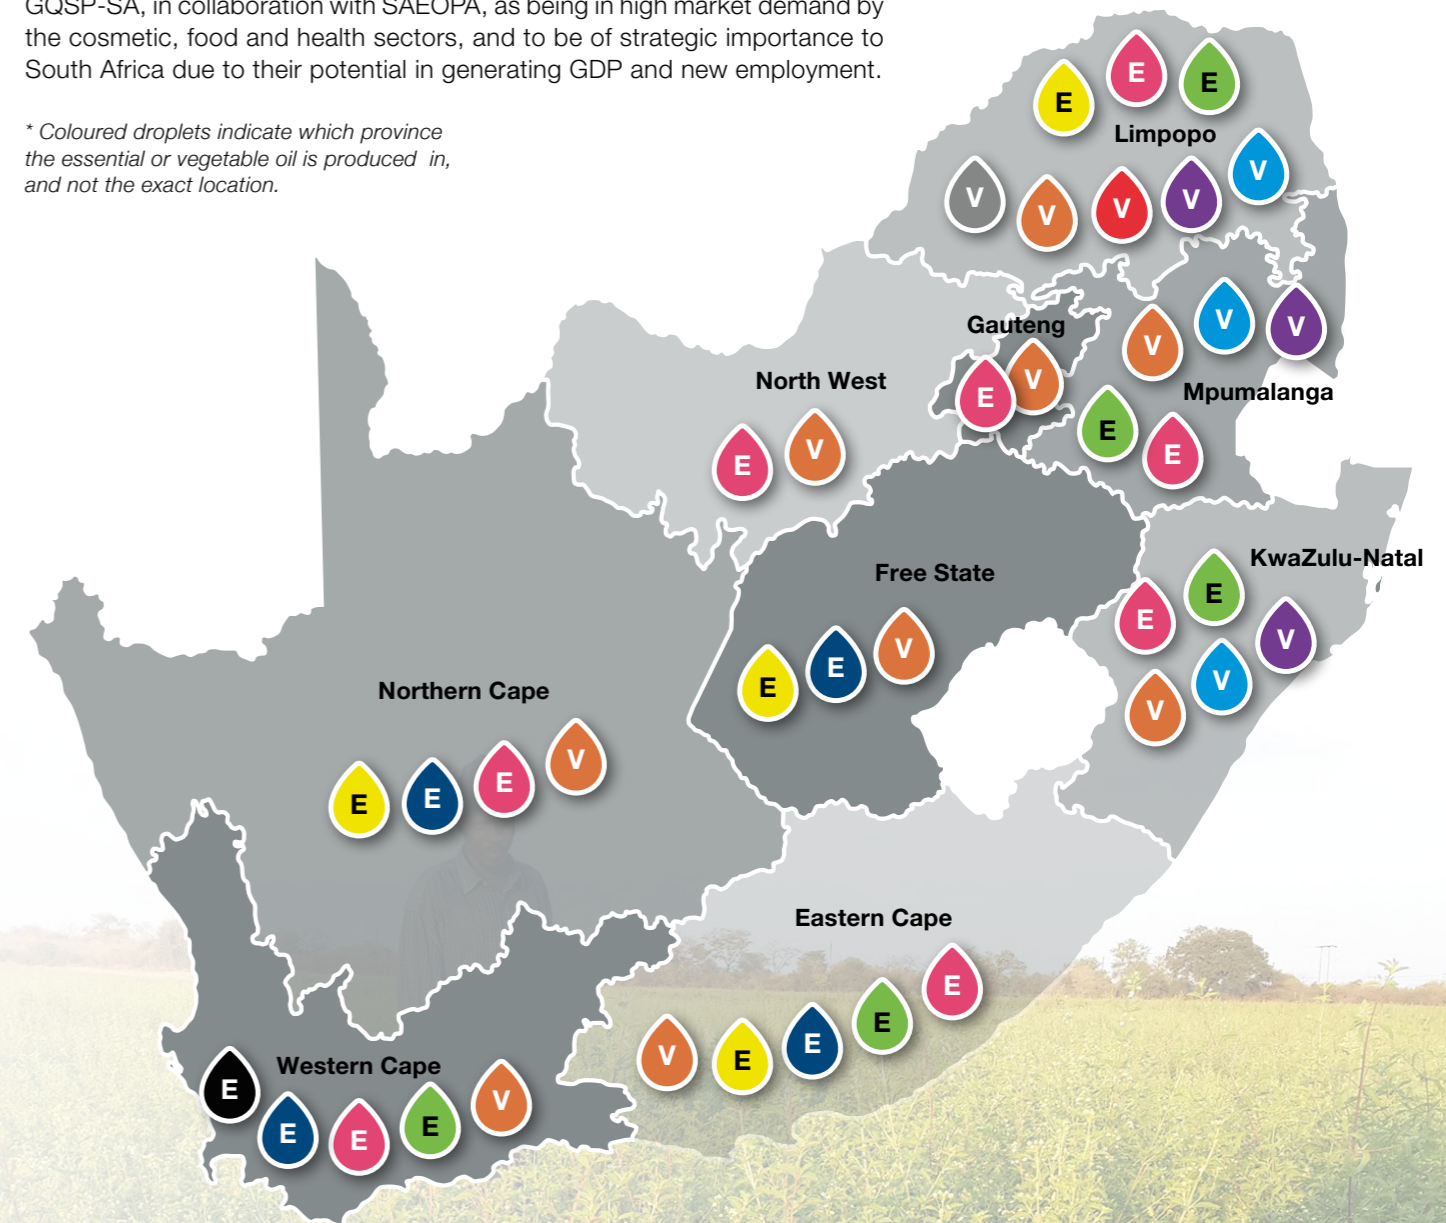 GQSP-SA, in collaboration with SAEOPA, as being in high market demand by
the cosmetic, food and health sectors, and to be of strategic importance to
South Africa due to their potential in generating GDP and new employment.
* Coloured droplets indicate which province
the essential or vegetable oil is produced in,
and not the exact location.
E E E
Limpopo
V V V V V
Gauteng
E V
V V V
Mpumalanga
E E
North West
E V
KwaZulu-Natal
E E
V V V
Free State
E E V
Northern Cape
E E E V
Eastern Cape
V E E E E
Western Cape
E E E E V